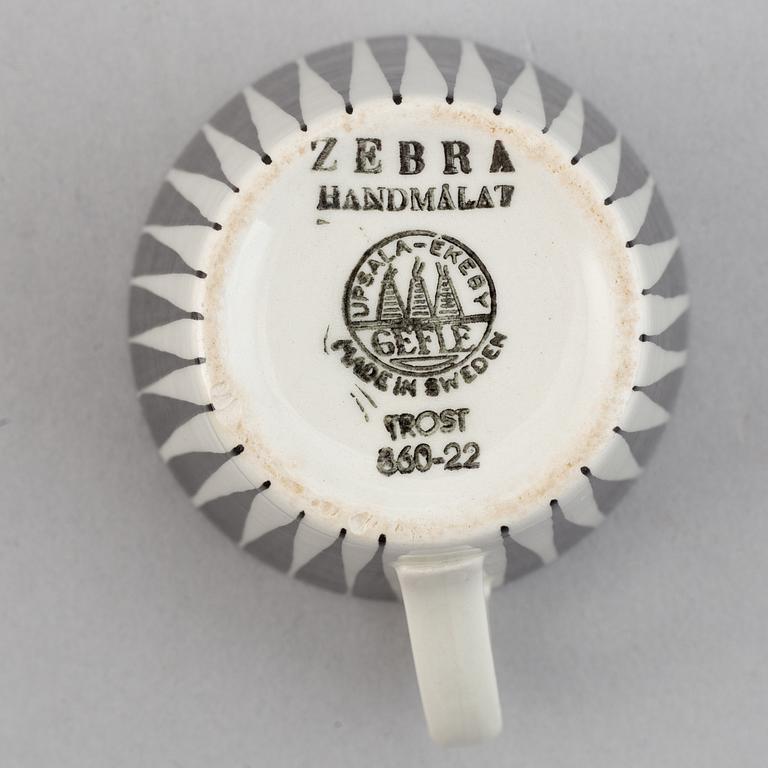 ZEBRA
HANDMÅLAT
UPSALA-EKEBY
GEFLE
MADE IN SWEDEN
TROST
860-22